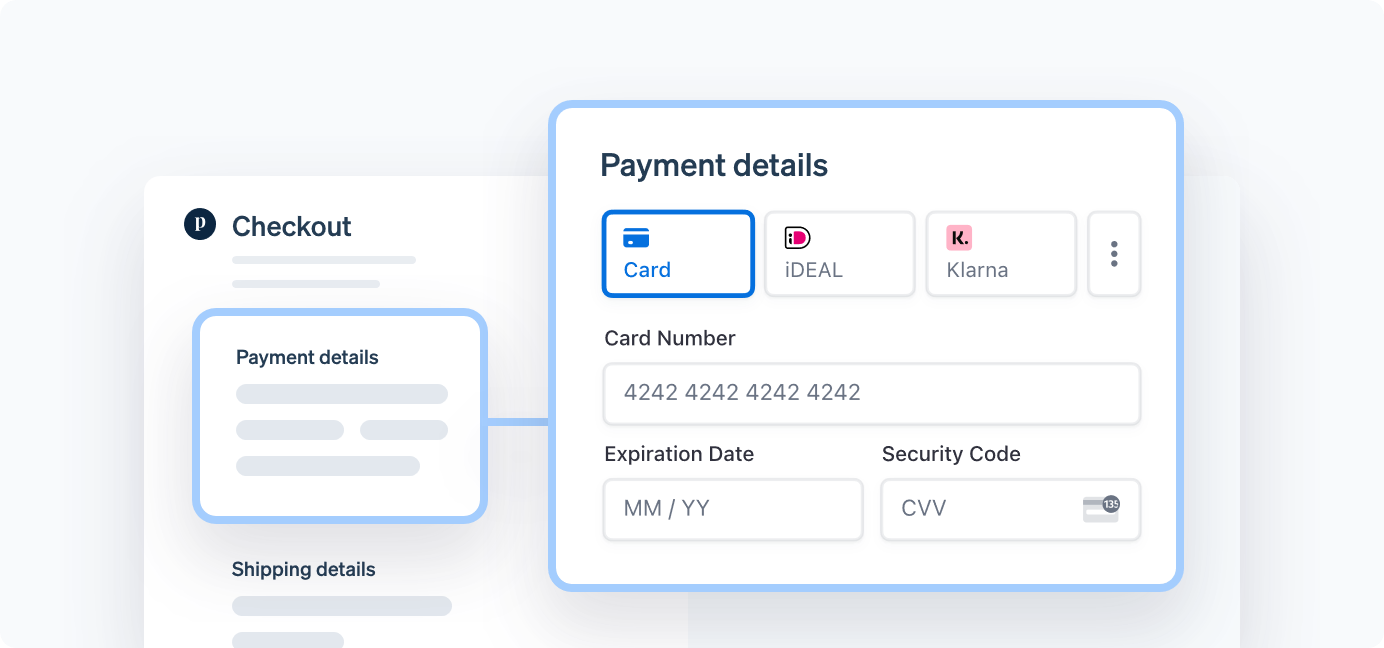 p
Checkout
Payment details
Shipping details
Payment details
Card
iDEAL
K.
Klarna
Card Number
4242 4242 4242 4242
Expiration Date
Security Code
MM / YY
CVV
135